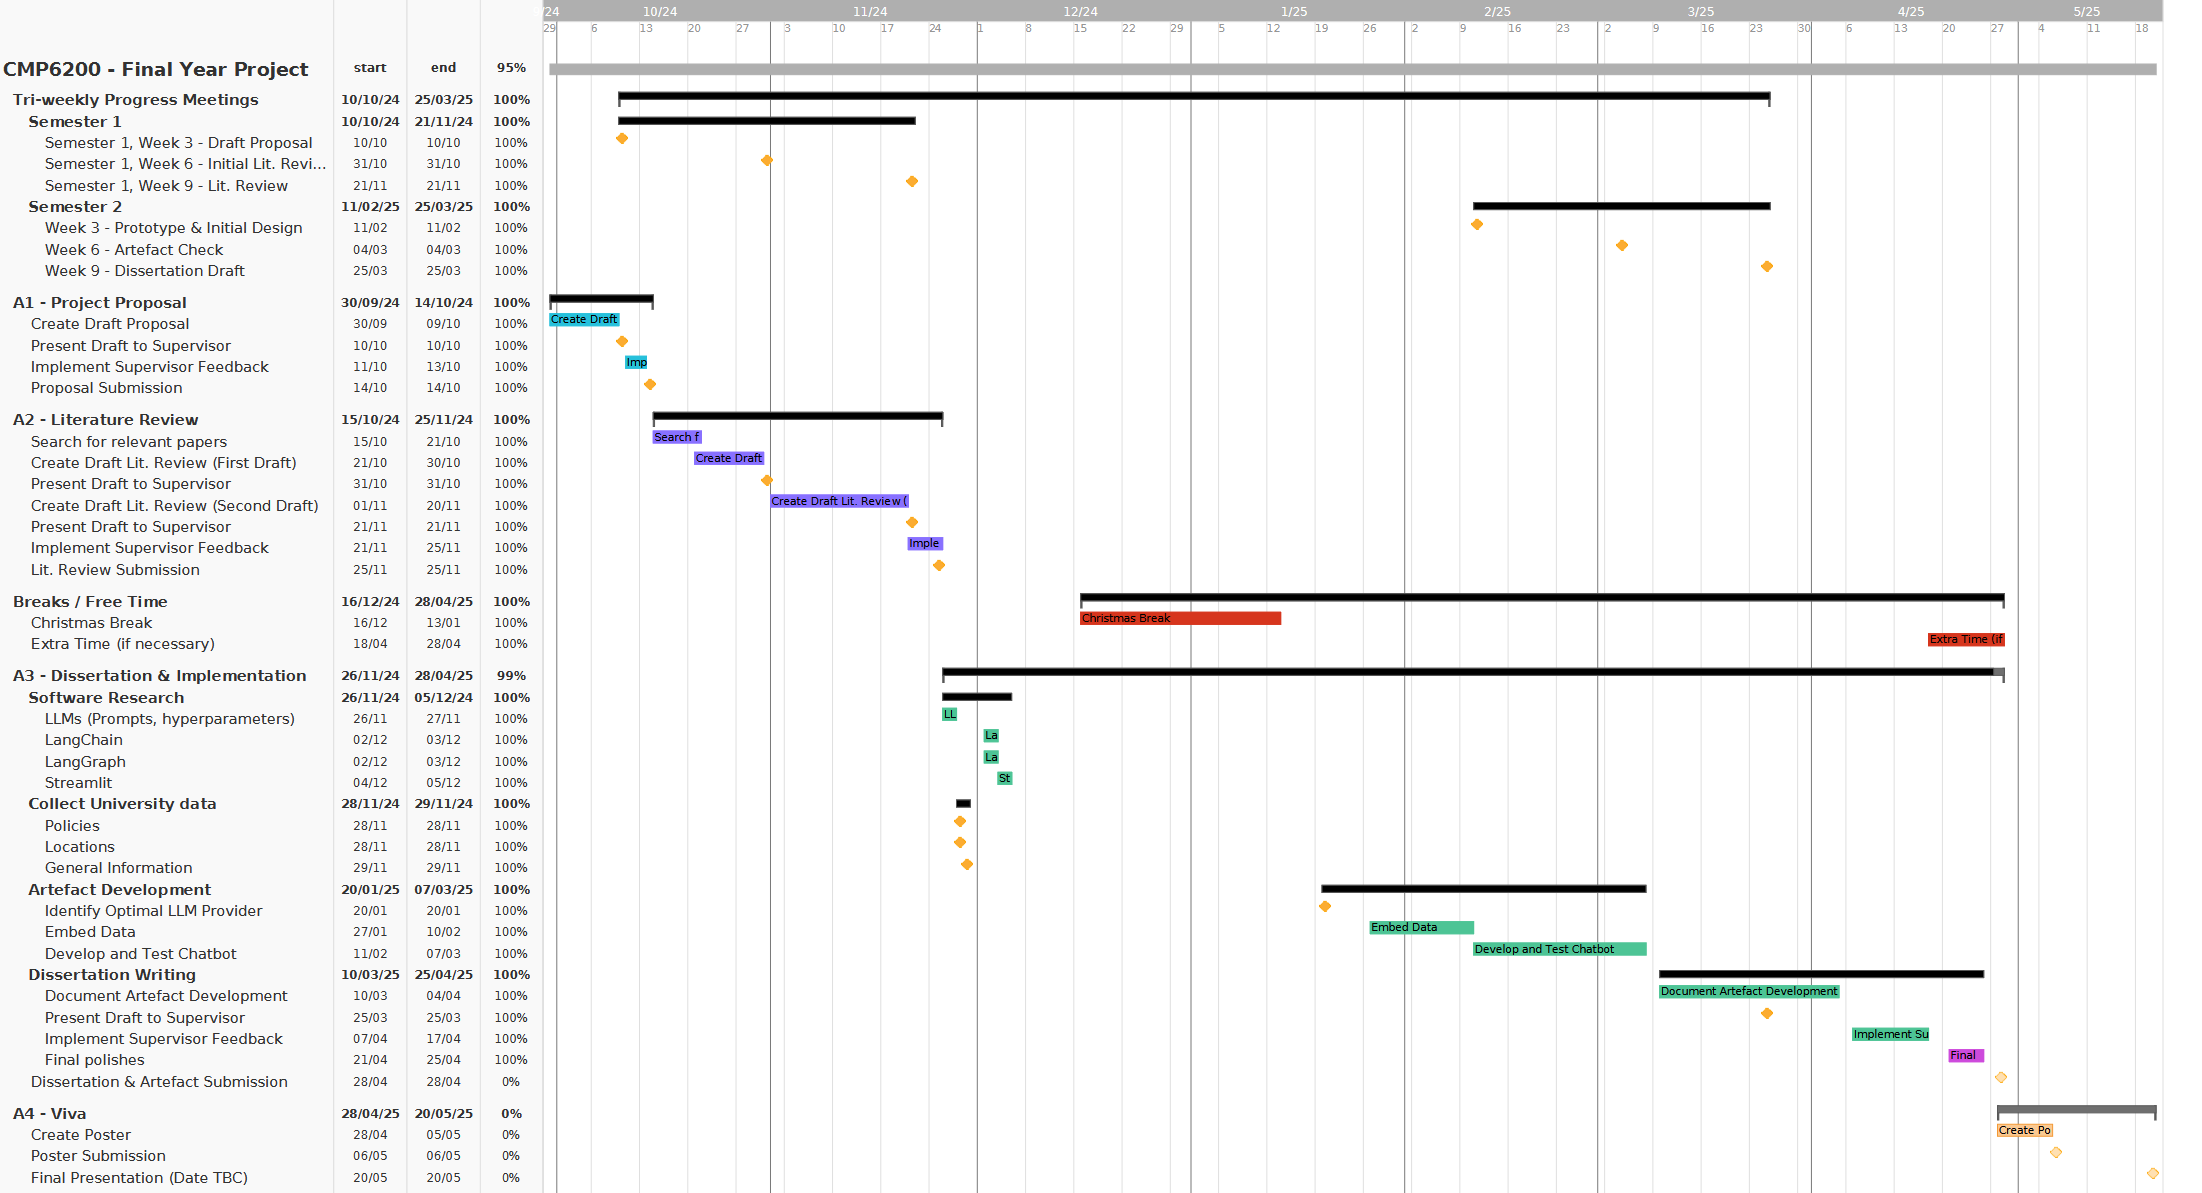 /24 10/24 11/24 12/24 1/25 2/25 3/25 4/25 5/25
29 6 13 20 27 3 10 17 24 1 8 15 22 29 5 12 19 26 2 9 16 23 2 9 16 23 30 6 13 20 27 4 11 18
CMP6200 - Final Year Project start end 95%
Tri-weekly Progress Meetings 10/10/24 25/03/25 100%
Semester 1 10/10/24 21/11/24 100%
Semester 1, Week 3 - Draft Proposal 10/10 10/10 100%
Semester 1, Week 6 - Initial Lit. Revi... 31/10 31/10 100%
Semester 1, Week 9 - Lit. Review 21/11 21/11 100%
Semester 2 11/02/25 25/03/25 100%
Week 3 - Prototype & Initial Design 11/02 11/02 100%
Week 6 - Artefact Check 04/03 04/03 100%
Week 9 - Dissertation Draft 25/03 25/03 100%
A1 - Project Proposal 30/09/24 14/10/24 100%
Create Draft Proposal 30/09 09/10 100% Create Draft
Present Draft to Supervisor 10/10 10/10 100%
Implement Supervisor Feedback 11/10 13/10 100% Imp
Proposal Submission 14/10 14/10 100%
A2 - Literature Review 15/10/24 25/11/24 100%
Search for relevant papers 15/10 21/10 100% Search f
Create Draft Lit. Review (First Draft) 21/10 30/10 100% Create Draft
Present Draft to Supervisor 31/10 31/10 100%
Create Draft Lit. Review (Second Draft) 01/11 20/11 100% Create Draft Lit. Review (
Present Draft to Supervisor 21/11 21/11 100%
Implement Supervisor Feedback 21/11 25/11 100% Imple
Lit. Review Submission 25/11 25/11 100%
Breaks / Free Time 16/12/24 28/04/25 100%
Christmas Break 16/12 13/01 100% Christmas Break
Extra Time (if necessary) 18/04 28/04 100% Extra Time (if
A3 - Dissertation & Implementation 26/11/24 28/04/25 99%
Software Research 26/11/24 05/12/24 100%
LLMs (Prompts, hyperparameters) 26/11 27/11 100% LL
LangChain 02/12 03/12 100% La
LangGraph 02/12 03/12 100% La
Streamlit 04/12 05/12 100% St
Collect University data 28/11/24 29/11/24 100%
Policies 28/11 28/11 100%
Locations 28/11 28/11 100%
General Information 29/11 29/11 100%
Artefact Development 20/01/25 07/03/25 100%
Identify Optimal LLM Provider 20/01 20/01 100%
Embed Data 27/01 10/02 100% Embed Data
Develop and Test Chatbot 11/02 07/03 100% Develop and Test Chatbot
Dissertation Writing 10/03/25 25/04/25 100%
Document Artefact Development 10/03 04/04 100% Document Artefact Development
Present Draft to Supervisor 25/03 25/03 100%
Implement Supervisor Feedback 07/04 17/04 100% Implement Su
Final polishes 21/04 25/04 100% Final
Dissertation & Artefact Submission 28/04 28/04 0%
A4 - Viva 28/04/25 20/05/25 0%
Create Poster 28/04 05/05 0% Create Po
Poster Submission 06/05 06/05 0%
Final Presentation (Date TBC) 20/05 20/05 0%